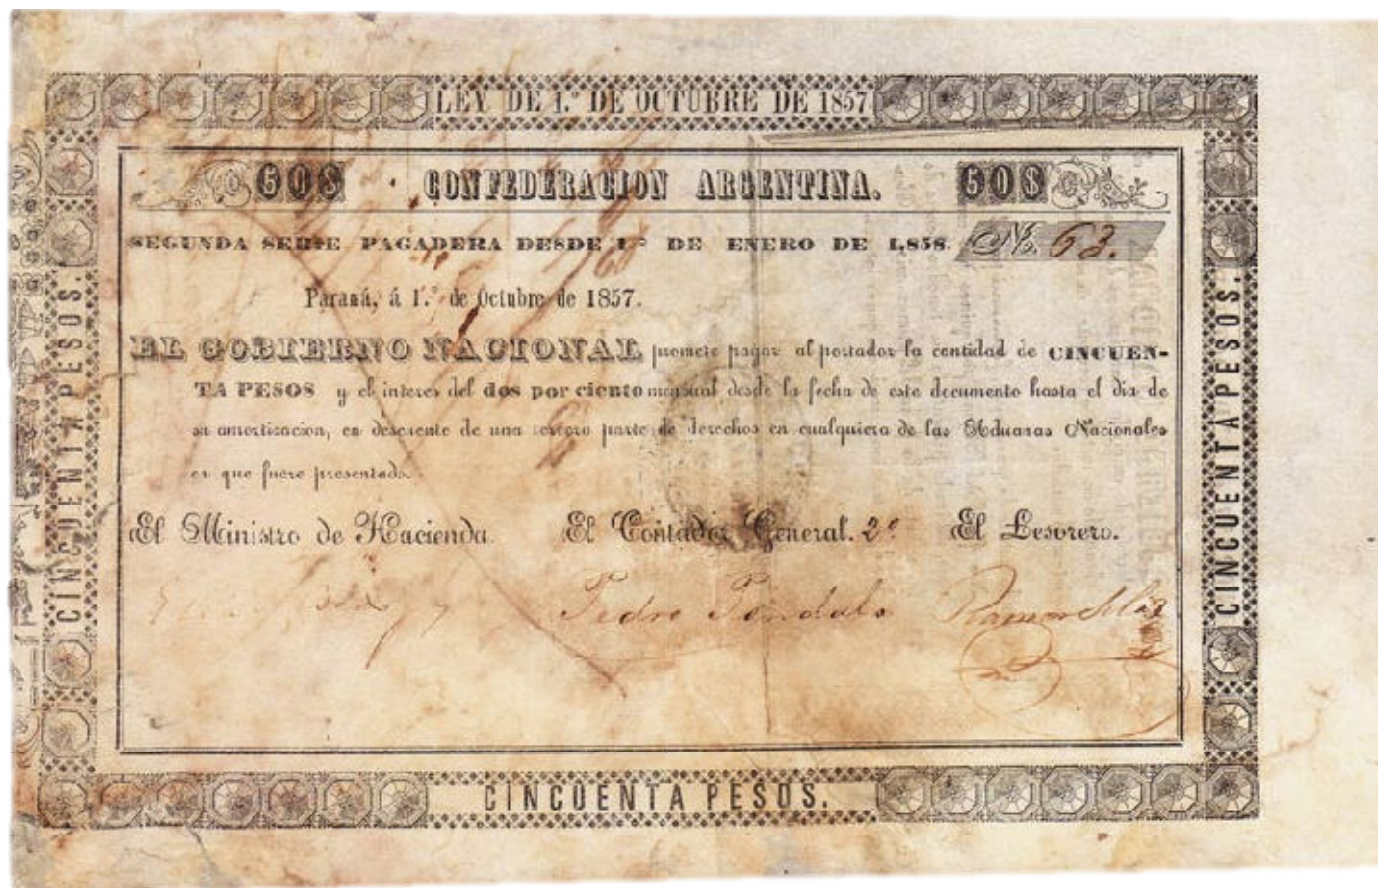 LEY DE 1.º DE OCTUBRE DE 1857
50$ CONFEDERACION ARGENTINA. 50$
SEGUNDA SERIE PAGADERA DESDE 1.º DE ENERO DE 1,858. No. 63.
Paraná, á 1.º de Octubre de 1857.
EL GOBIERNO NACIONAL promete pagar al portador la cantidad de CINCUEN-
TA PESOS y el interes del dos por ciento mensual desde la fecha de este documento hasta el dia de
su amortizacion, en descuento de una tercera parte de derechos en cualquiera de las Aduanas Nacionales
en que fuere presentado.
El Ministro de Hacienda. El Contador General. 2º El Tesorero.
Pedro Ramon
CINCUENTA PESOS.
CINCUENTA PESOS.
CINCUENTA PESOS.